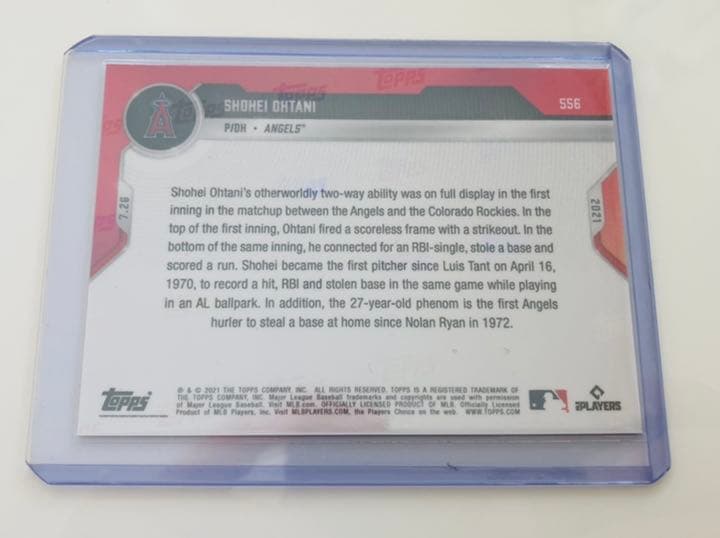 SHOHEI OHTANI
556
P/DH • ANGELS™
7.26
2021
Shohei Ohtani's otherworldly two-way ability was on full display in the first
inning in the matchup between the Angels and the Colorado Rockies. In the
top of the first inning, Ohtani fired a scoreless frame with a strikeout. In the
bottom of the same inning, he connected for an RBI-single, stole a base and
scored a run. Shohei became the first pitcher since Luis Tant on April 16,
1970, to record a hit, RBI and stolen base in the same game while playing
in an AL ballpark. In addition, the 27-year-old phenom is the first Angels
hurler to steal a base at home since Nolan Ryan in 1972.
Topps
® & © 2021 THE TOPPS COMPANY, INC. ALL RIGHTS RESERVED. TOPPS IS A REGISTERED TRADEMARK OF
THE TOPPS COMPANY, INC. Major League Baseball trademarks and copyrights are used with permission
of Major League Baseball. Visit MLB.com. OFFICIALLY LICENSED PRODUCT OF MLB. Officially Licensed
Product of MLB Players, Inc. Visit MLBPLAYERS.COM, the Players Choice on the web. WWW.TOPPS.COM
PLAYERS